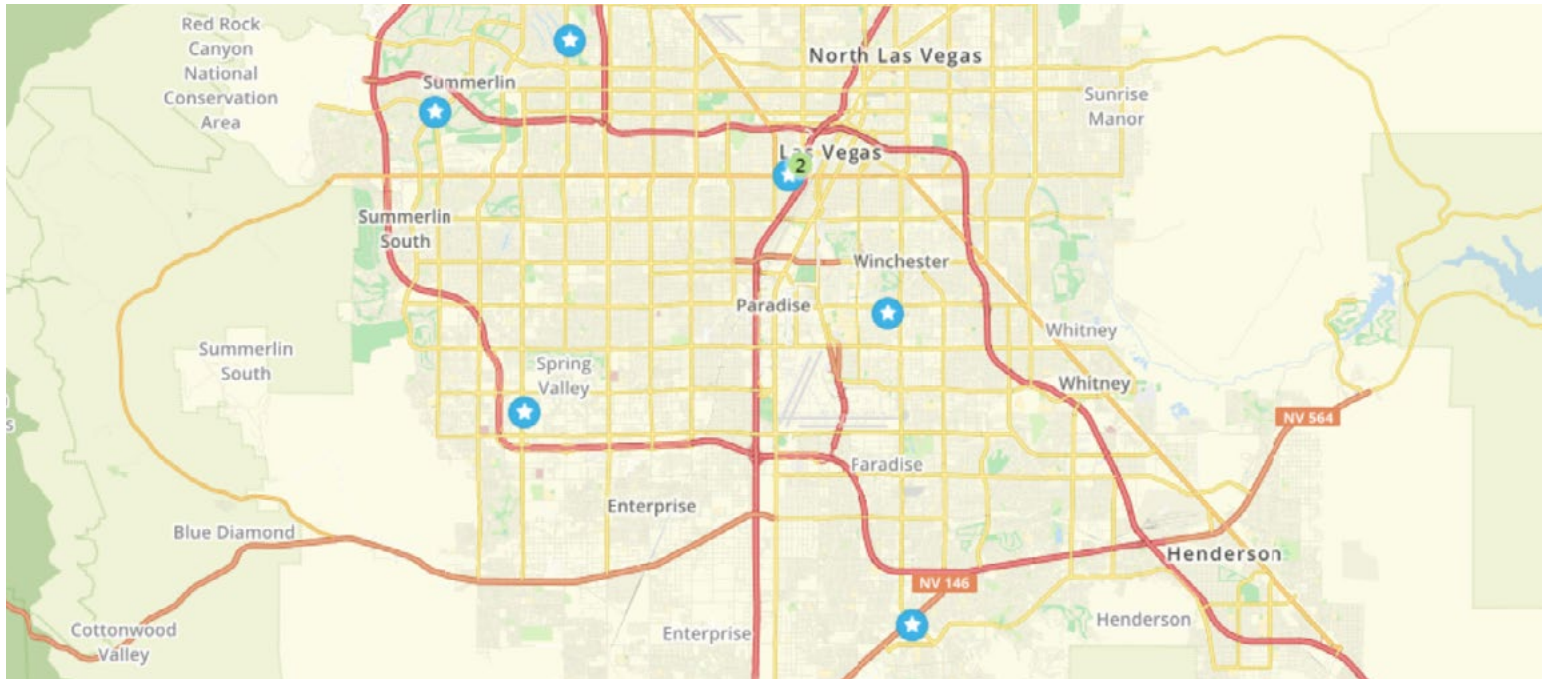 Red Rock
Canyon
National
Conservation
Area
North Las Vegas
Summerlin
Sunrise
Manor
Las Vegas
2
Summerlin
South
Winchester
Paradise
Whitney
Summerlin
South
Spring
Valley
Whitney
NV 564
Paradise
Enterprise
Blue Diamond
Henderson
NV 146
Cottonwood
Valley
Enterprise
Henderson
s